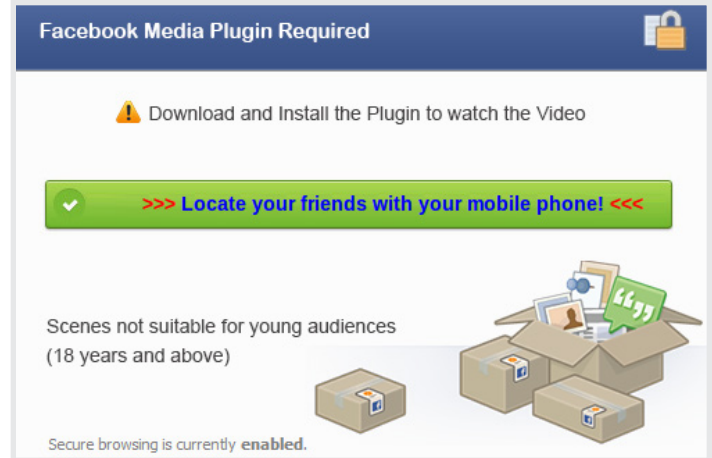 Facebook Media Plugin Required
Download and Install the Plugin to watch the Video
>>> Locate your friends with your mobile phone! <<<
Scenes not suitable for young audiences
(18 years and above)
Secure browsing is currently enabled.